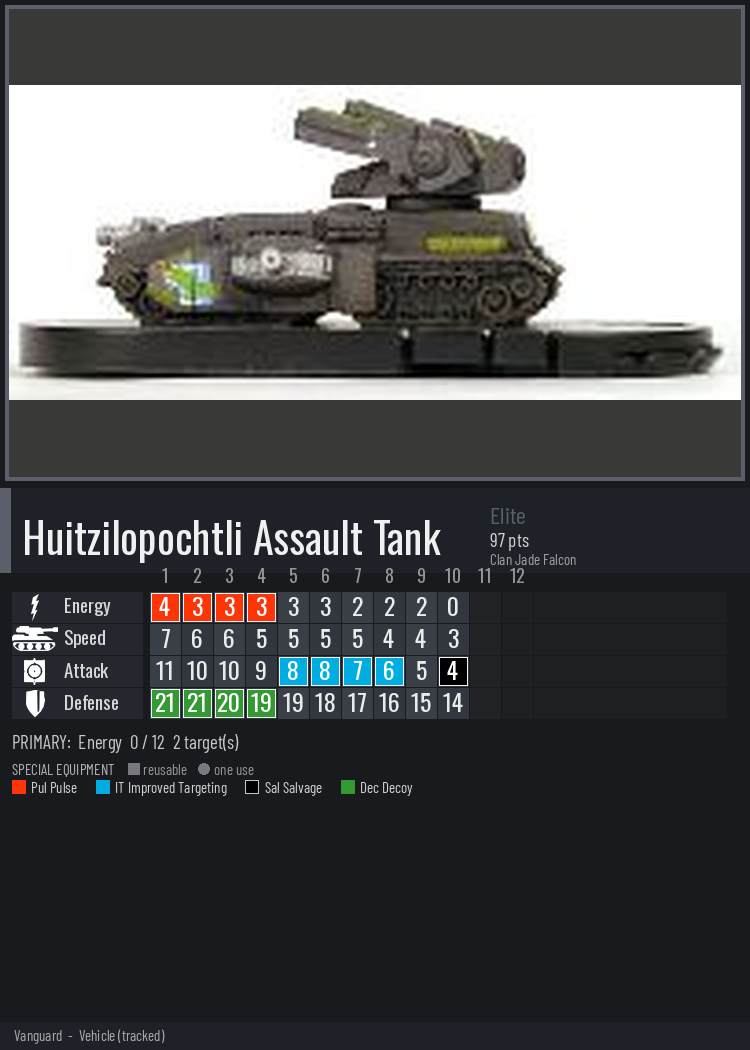 Huitzilopochtli Assault Tank
Elite
97 pts
Clan Jade Falcon
1 2 3 4 5 6 7 8 9 10 11 12
Energy 4 3 3 3 3 3 2 2 2 0
Speed 7 6 6 5 5 5 5 4 4 3
Attack 11 10 10 9 8 8 7 6 5 4
Defense 21 21 20 19 19 18 17 16 15 14
PRIMARY: Energy 0 / 12 2 target(s)
SPECIAL EQUIPMENT reusable one use
Pul Pulse IT Improved Targeting Sal Salvage Dec Decoy
Vanguard - Vehicle (tracked)